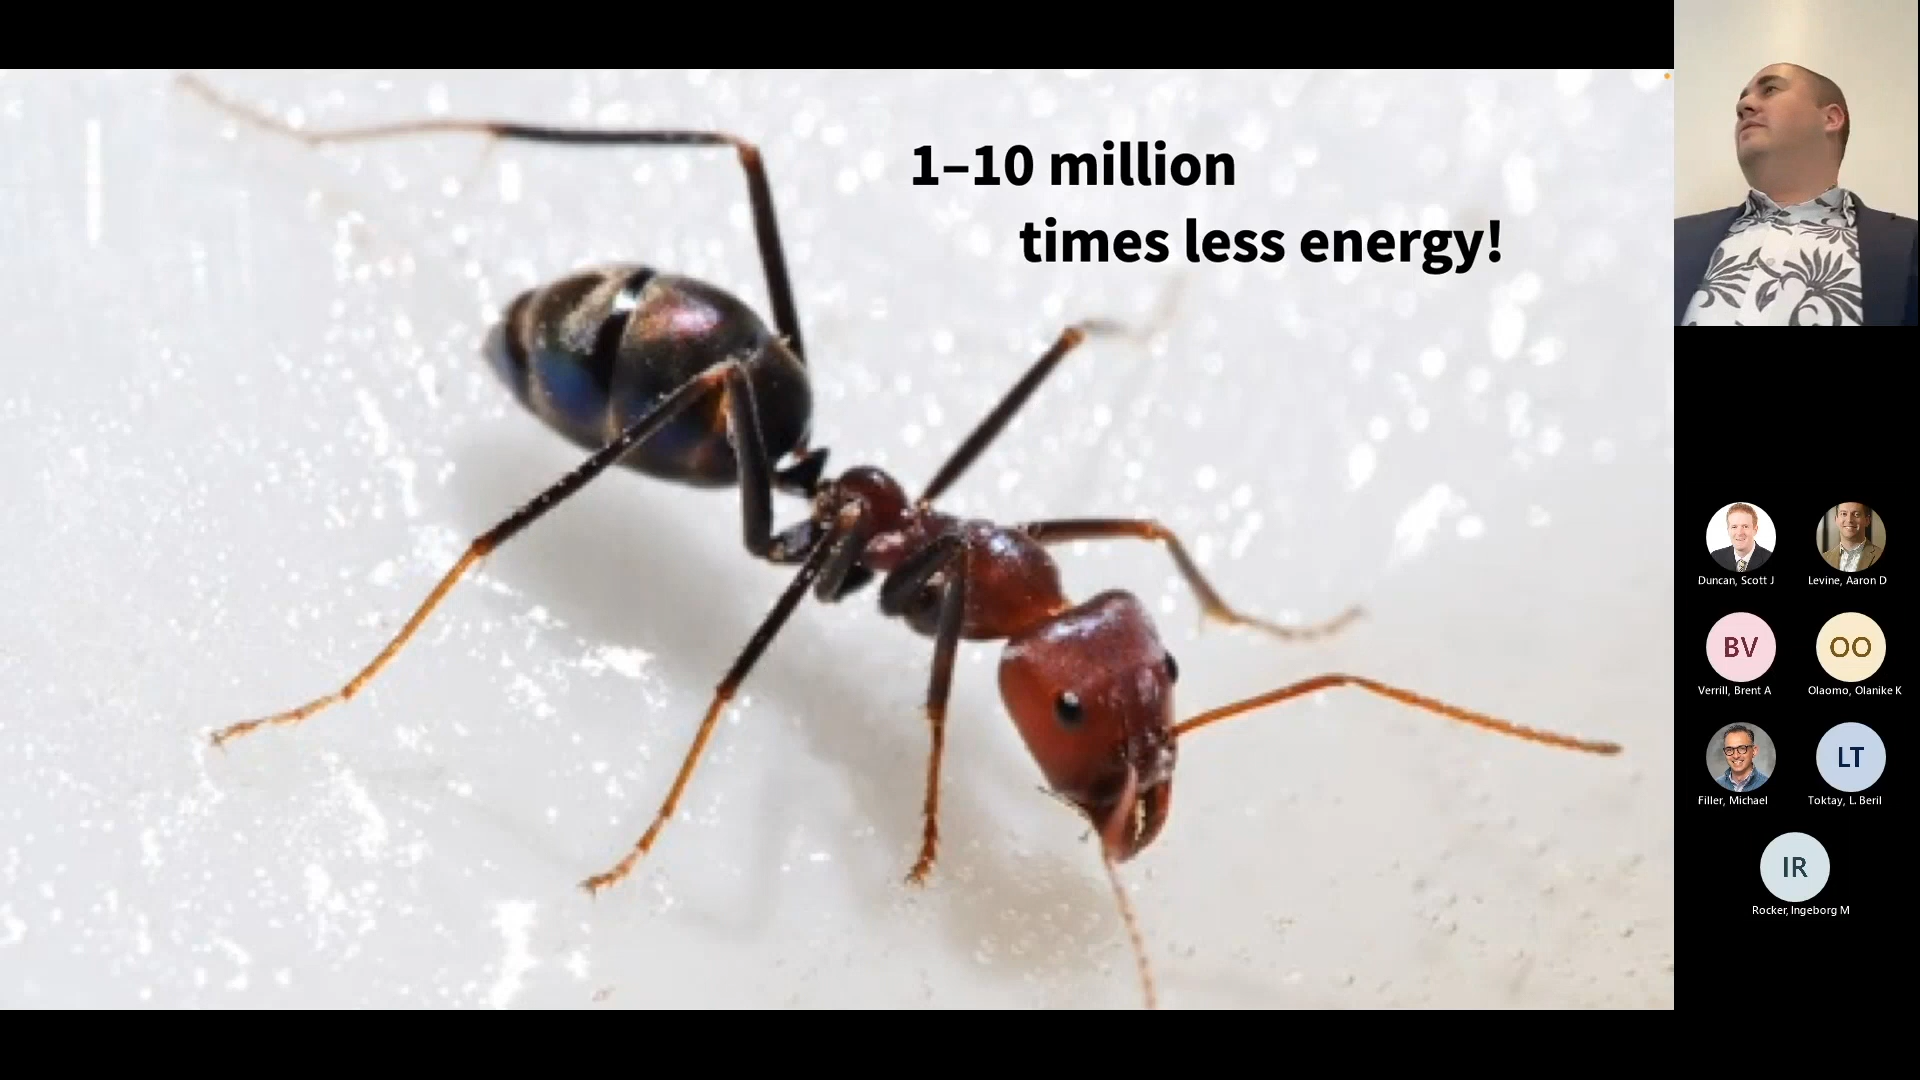 1–10 million
times less energy!
Duncan, Scott J
Levine, Aaron D
BV
Verrill, Brent A
OO
Olaomo, Olanike K
Filler, Michael
LT
Toktay, L. Beril
IR
Rocker, Ingeborg M